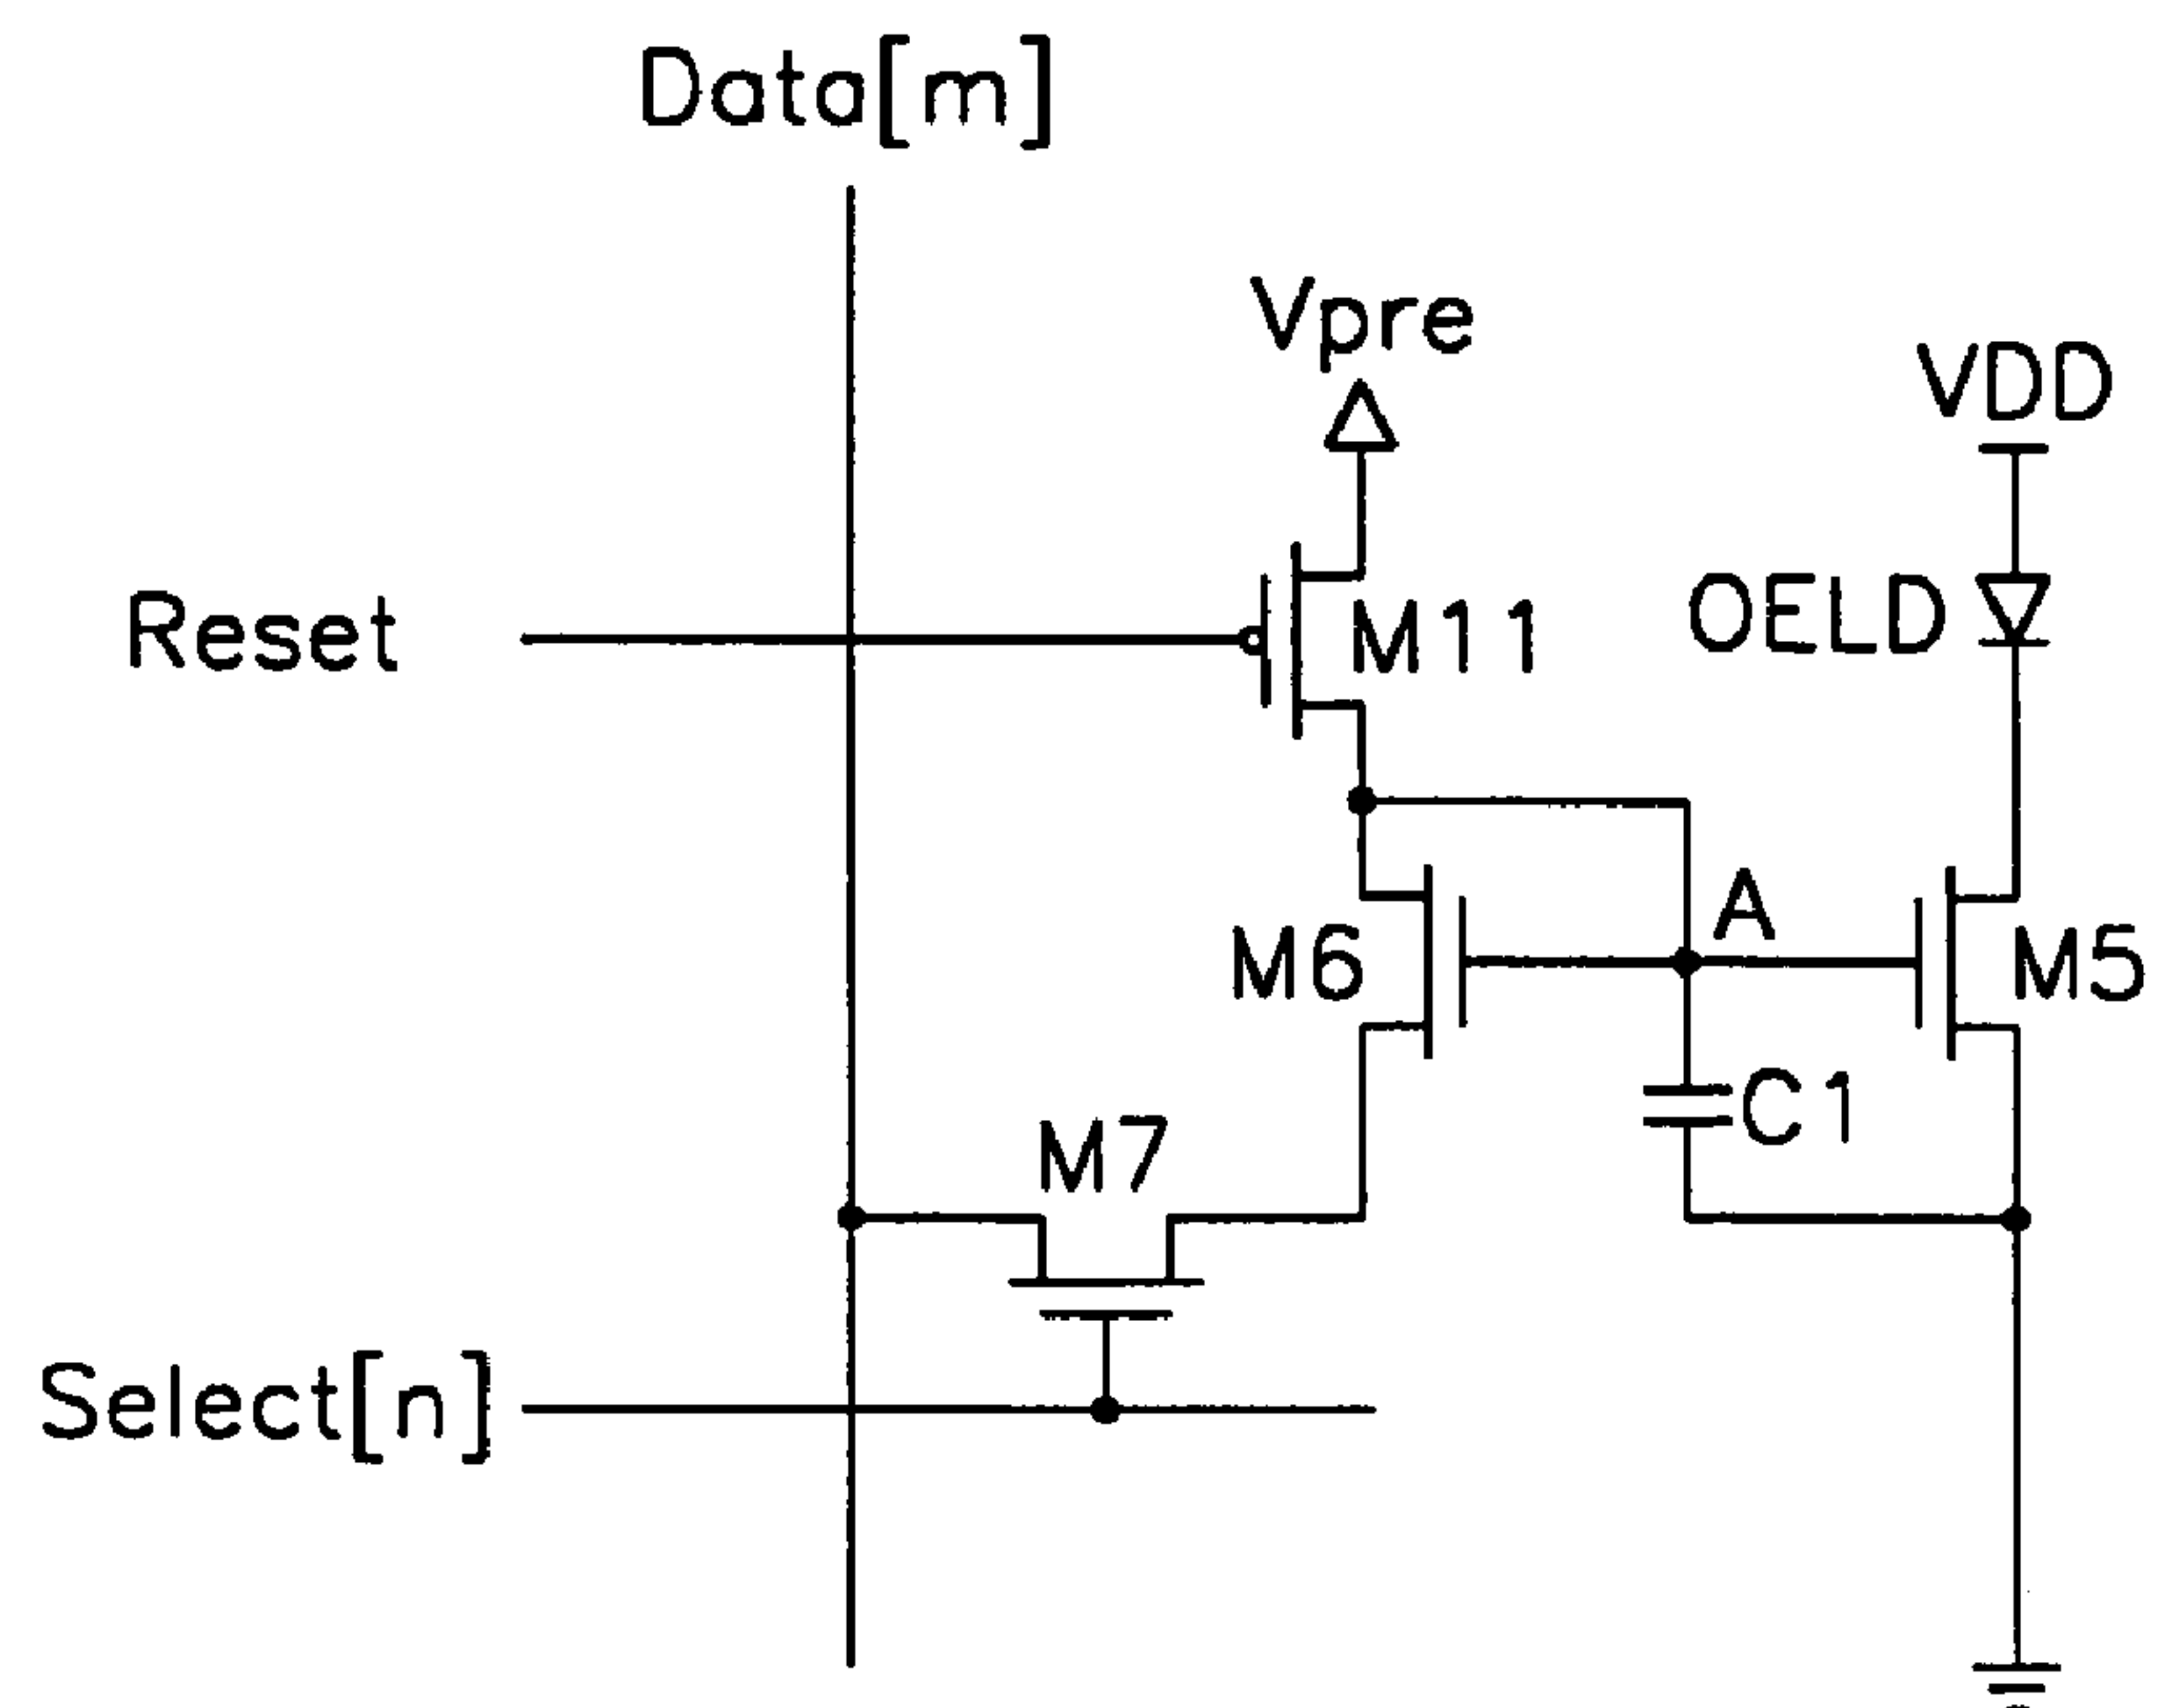 Data[m]
Vpre
VDD
Reset
M11
OELD
A
M6
M5
C1
M7
Select[n]